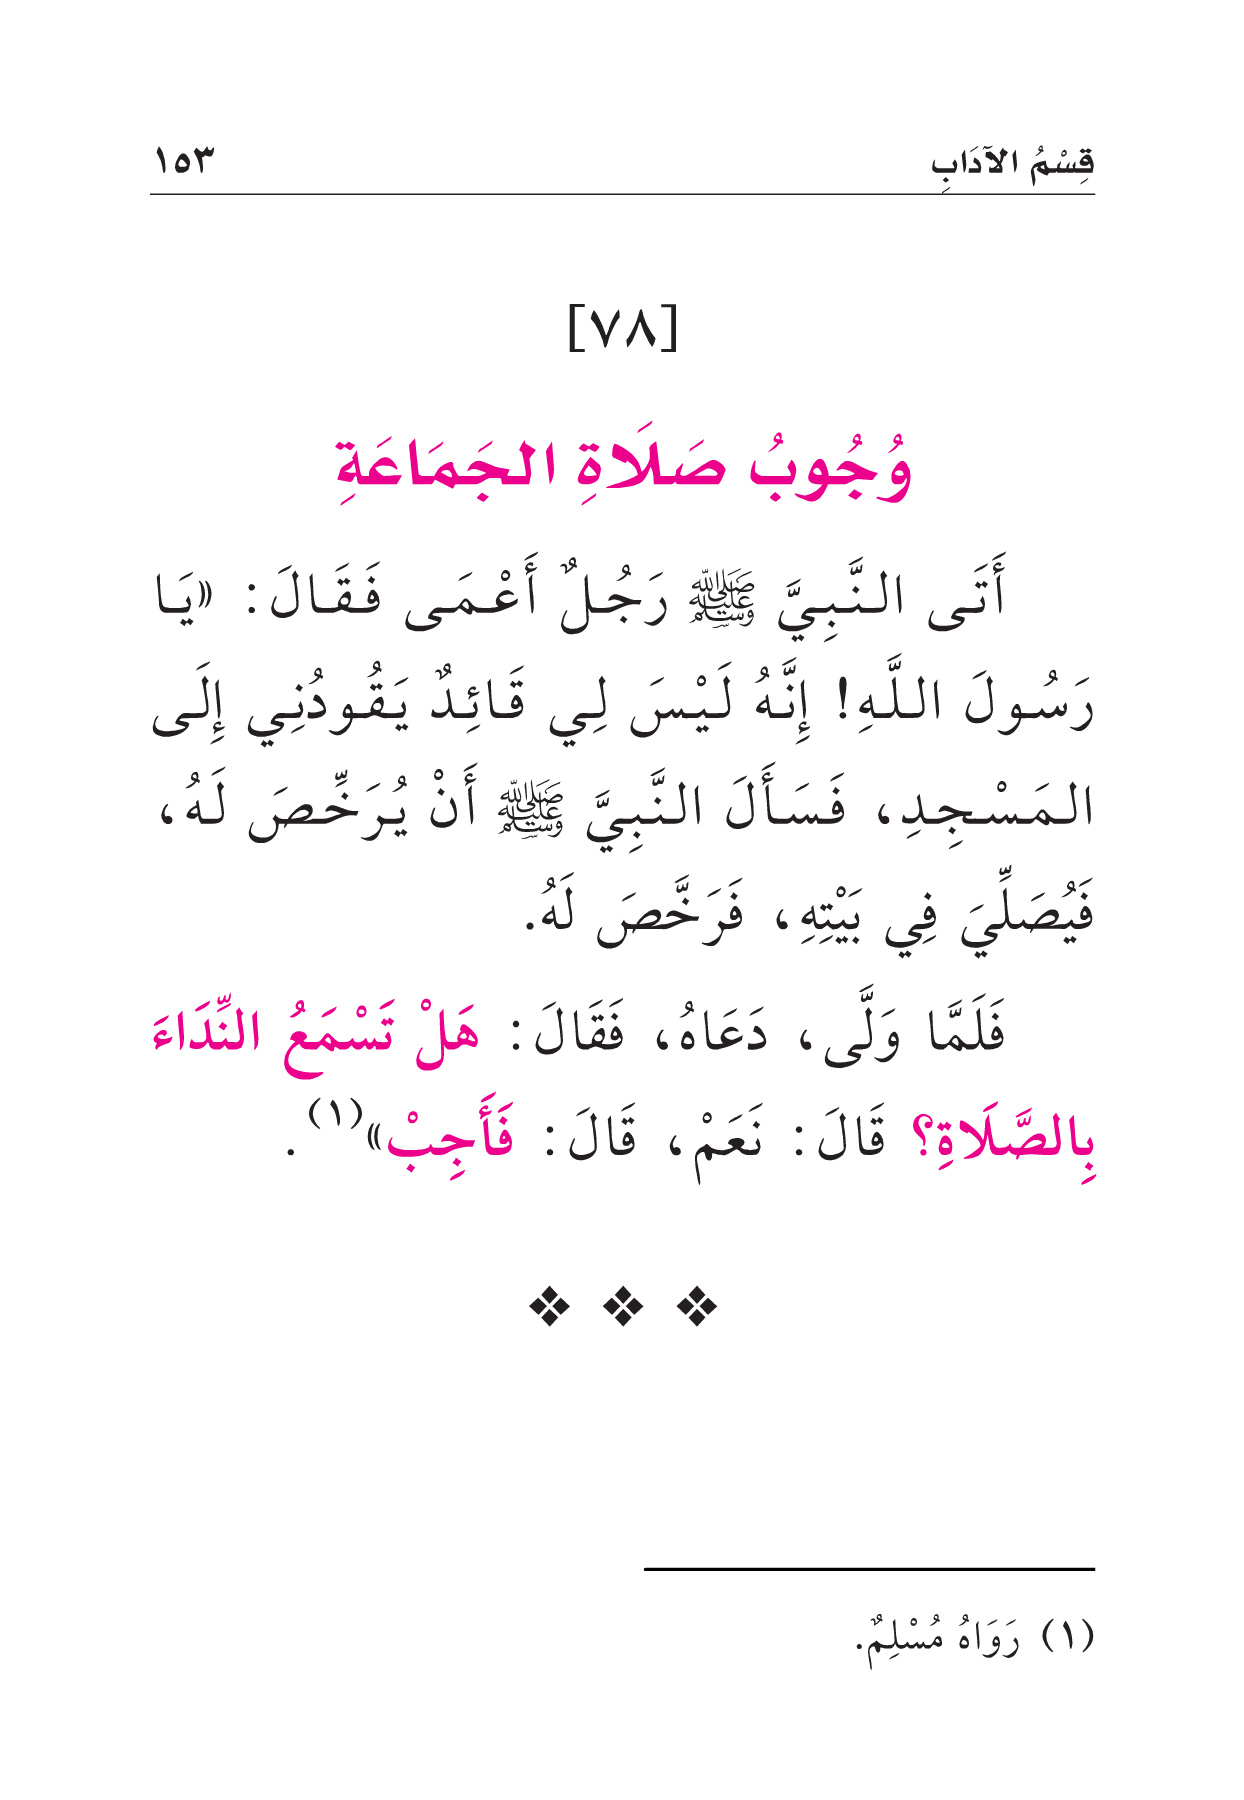 قِسْمُ الآدَابِ ١٥٣
[٧٨]
وُجُوبُ صَلَاةِ الجَمَاعَةِ
أَتَى النَّبِيَّ ﷺ رَجُلٌ أَعْمَى فَقَالَ: «يَا
رَسُولَ اللَّهِ! إِنَّهُ لَيْسَ لِي قَائِدٌ يَقُودُنِي إِلَى
المَسْجِدِ، فَسَأَلَ النَّبِيَّ ﷺ أَنْ يُرَخِّصَ لَهُ،
فَيُصَلِّيَ فِي بَيْتِهِ، فَرَخَّصَ لَهُ.
فَلَمَّا وَلَّى، دَعَاهُ، فَقَالَ: هَلْ تَسْمَعُ النِّدَاءَ
بِالصَّلَاةِ؟ قَالَ: نَعَمْ، قَالَ: فَأَجِبْ»(١).
(١) رَوَاهُ مُسْلِمٌ.